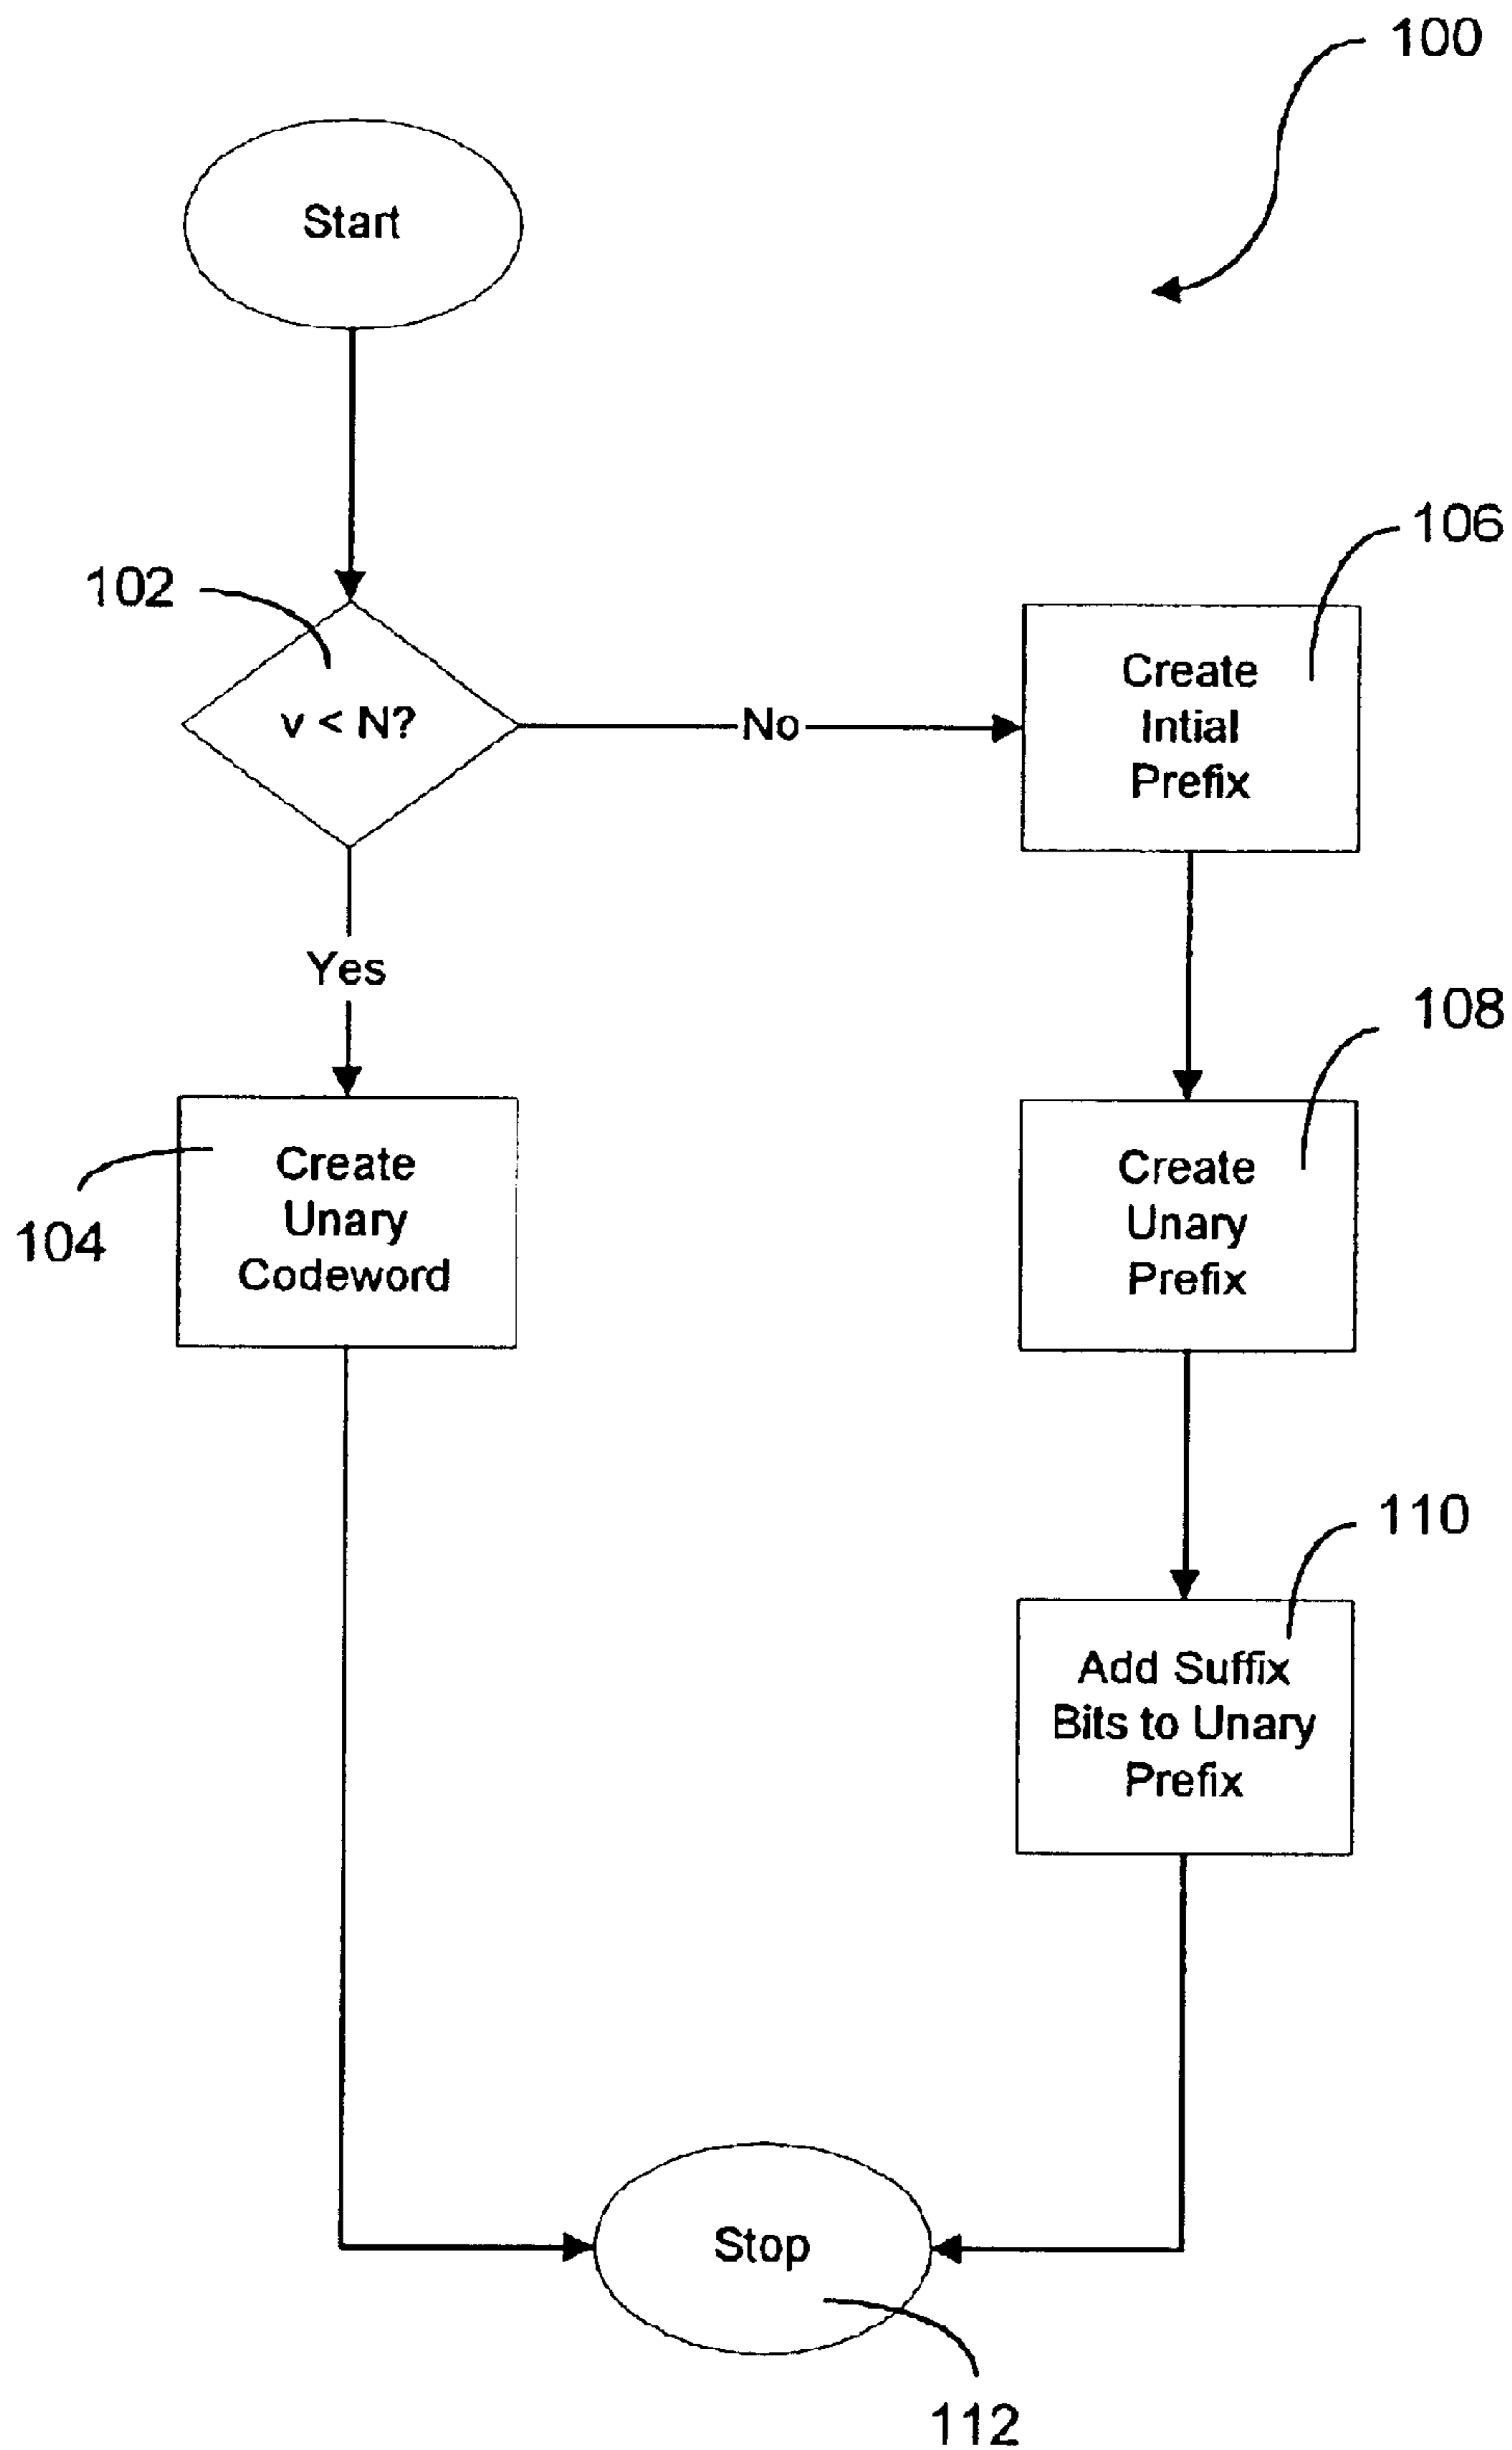 100
Start
102
v < N?
No
106
Create
Intial
Prefix
Yes
108
104
Create
Unary
Codeword
Create
Unary
Prefix
110
Add Suffix
Bits to Unary
Prefix
Stop
112